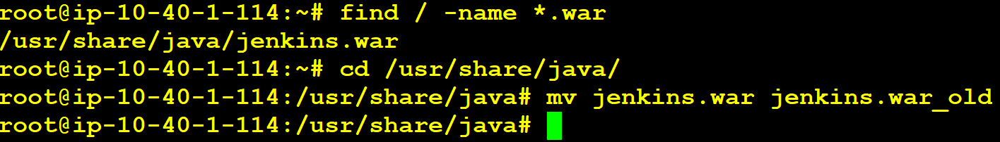 root@ip-10-40-1-114:~# find / -name *.war
/usr/share/java/jenkins.war
root@ip-10-40-1-114:~# cd /usr/share/java/
root@ip-10-40-1-114:/usr/share/java# mv jenkins.war jenkins.war_old
root@ip-10-40-1-114:/usr/share/java#